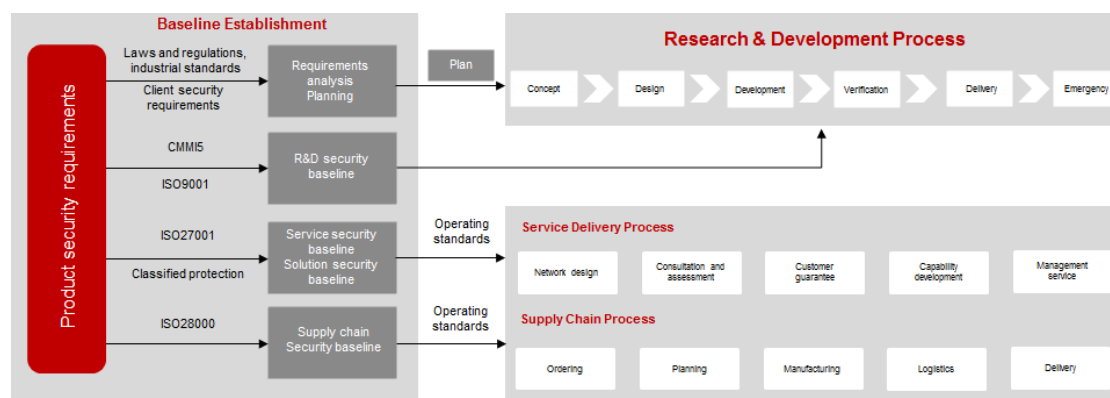 Baseline Establishment
Product security requirements
Laws and regulations,
industrial standards
Client security
requirements
Requirements
analysis
Planning
Plan
Research & Development Process
Concept
Design
Development
Verification
Delivery
Emergency
CMMI5
ISO9001
R&D security
baseline
ISO27001
Classified protection
Service security
baseline
Solution security
baseline
Operating
standards
Service Delivery Process
Network design
Consultation and
assessment
Customer
guarantee
Capability
development
Management
service
ISO28000
Supply chain
Security baseline
Operating
standards
Supply Chain Process
Ordering
Planning
Manufacturing
Logistics
Delivery